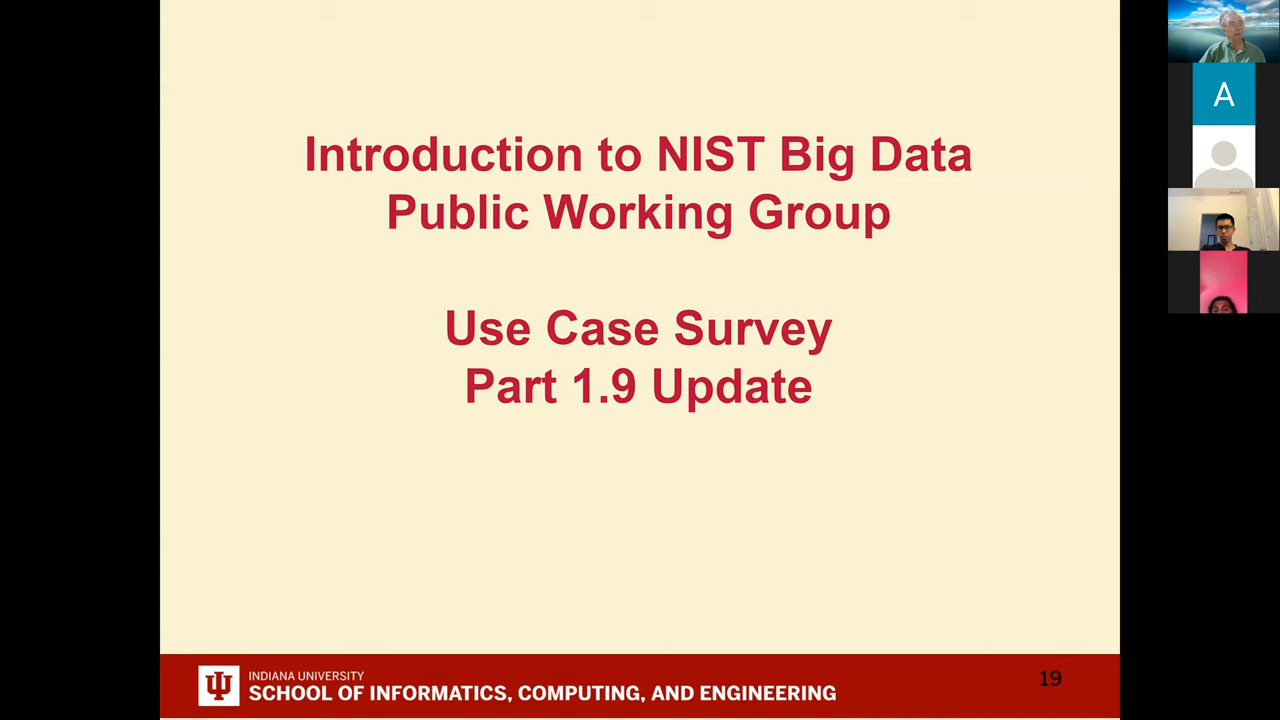 Introduction to NIST Big Data
Public Working Group
Use Case Survey
Part 1.9 Update
A
INDIANA UNIVERSITY
SCHOOL OF INFORMATICS, COMPUTING, AND ENGINEERING
19